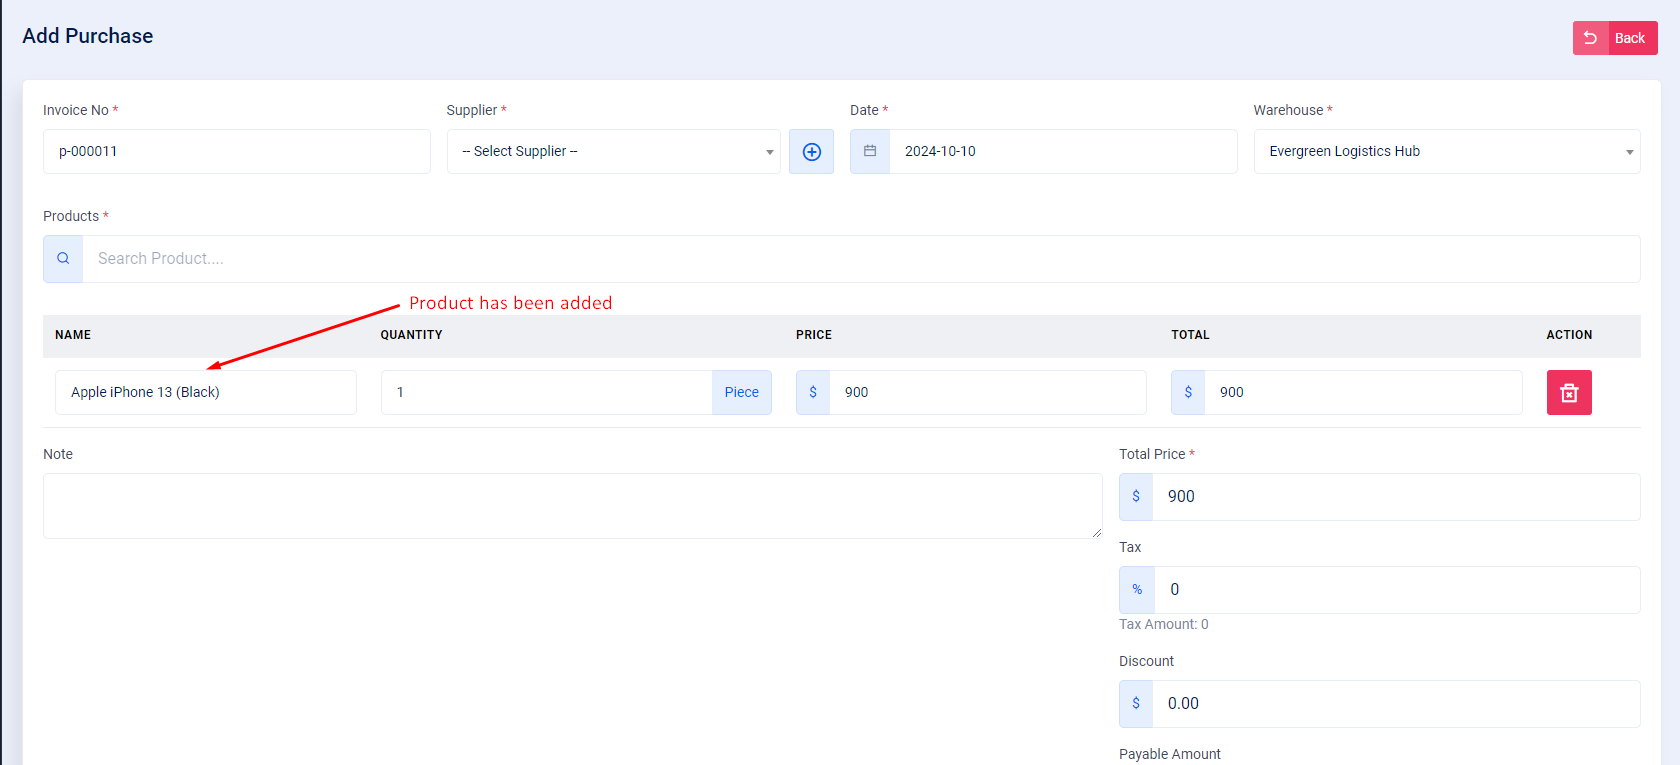 Add Purchase
Back
Invoice No *
Supplier *
Date *
Warehouse *
p-000011
-- Select Supplier --
2024-10-10
Evergreen Logistics Hub
Products *
Search Product....
Product has been added
NAME QUANTITY PRICE TOTAL ACTION
Apple iPhone 13 (Black) 1 Piece $ 900 $ 900
Note
Total Price *
$ 900
Tax
% 0
Tax Amount: 0
Discount
$ 0.00
Payable Amount